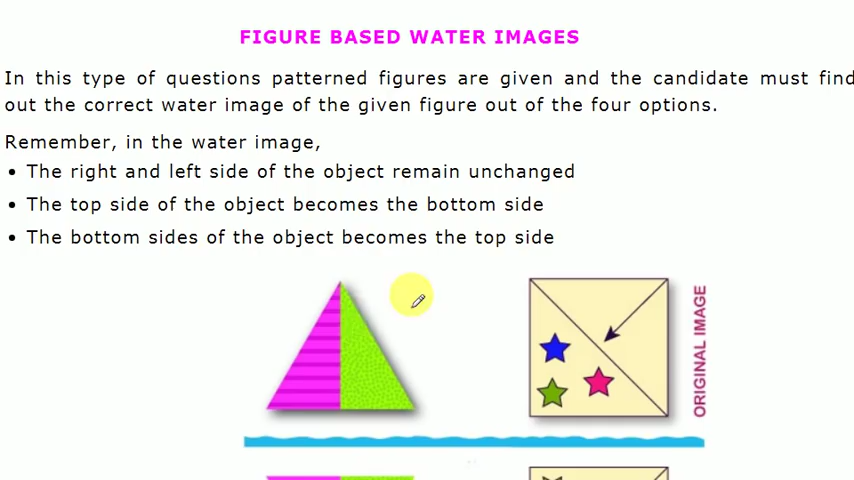 FIGURE BASED WATER IMAGES
In this type of questions patterned figures are given and the candidate must find
out the correct water image of the given figure out of the four options.
Remember, in the water image,
• The right and left side of the object remain unchanged
• The top side of the object becomes the bottom side
• The bottom sides of the object becomes the top side
ORIGINAL IMAGE